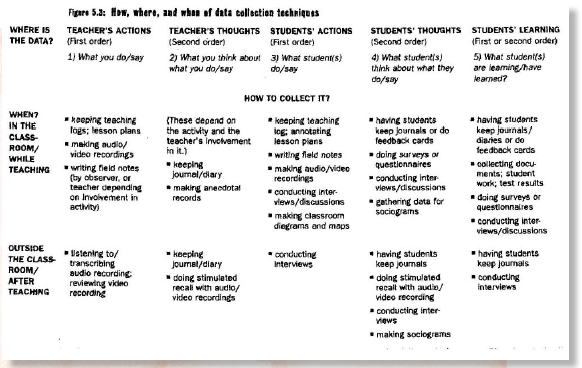 Figure 5.3: How, where, and when of data collection techniques
WHERE IS
THE DATA?
TEACHER'S ACTIONS
(First order)
1) What you do/say
TEACHER'S THOUGHTS
(Second order)
2) What you think about
what you do/say
STUDENTS' ACTIONS
(First order)
3) What student(s)
do/say
STUDENTS' THOUGHTS
(Second order)
4) What student(s)
think about what they
do/say
STUDENTS' LEARNING
(First or second order)
5) What student(s)
are learning/have
learned?
HOW TO COLLECT IT?
WHEN?
IN THE
CLASS-
ROOM/
WHILE
TEACHING
▪ keeping teaching
logs; lesson plans
▪ making audio/
video recordings
▪ writing field notes
(by observer, or
teacher depending
on involvement in
activity)
(These depend on
the activity and the
teacher's involvement
in it.)
▪ keeping
journal/diary
▪ making anecdotal
records
▪ keeping teaching
log; annotating
lesson plans
▪ writing field notes
▪ making audio/video
recordings
▪ conducting inter-
views/discussions
▪ making classroom
diagrams and maps
▪ having students
keep journals or do
feedback cards
▪ doing surveys or
questionnaires
▪ conducting inter-
views/discussions
▪ gathering data for
sociograms
▪ having students
keep journals/
diaries or do
feedback cards
▪ collecting docu-
ments; student
work; test results
▪ doing surveys or
questionnaires
▪ conducting inter-
views/discussions
OUTSIDE
THE CLASS-
ROOM/
AFTER
TEACHING
▪ listening to/
transcribing
audio recording;
reviewing video
recording
▪ keeping
journal/diary
▪ doing stimulated
recall with audio/
video recordings
▪ conducting
interviews
▪ having students
keep journals
▪ doing stimulated
recall with audio/
video recording
▪ conducting inter-
views
▪ making sociograms
▪ having students
keep journals
▪ conducting
interviews